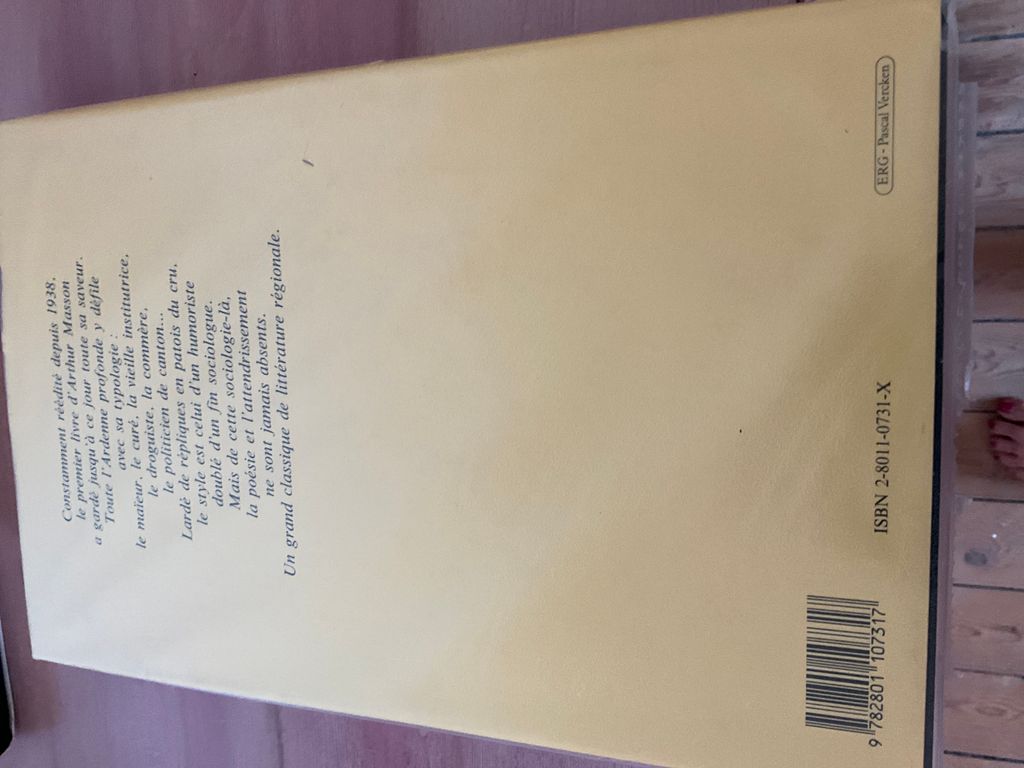 Constamment réédité depuis 1938,
le premier livre d'Arthur Masson
a gardé jusqu'à ce jour toute sa saveur.
Toute l'Ardenne profonde y défile
avec sa typologie :
le maïeur, le curé, la vieille institutrice,
le droguiste, la commère,
le politicien de canton...
Lardé de répliques en patois du cru,
le style est celui d'un humoriste
doublé d'un fin sociologue.
Mais de cette sociologie-là,
la poésie et l'attendrissement
ne sont jamais absents.
Un grand classique de littérature régionale.
ERG - Pascal Vercken
ISBN 2-8011-0731-X
9 782801 107317